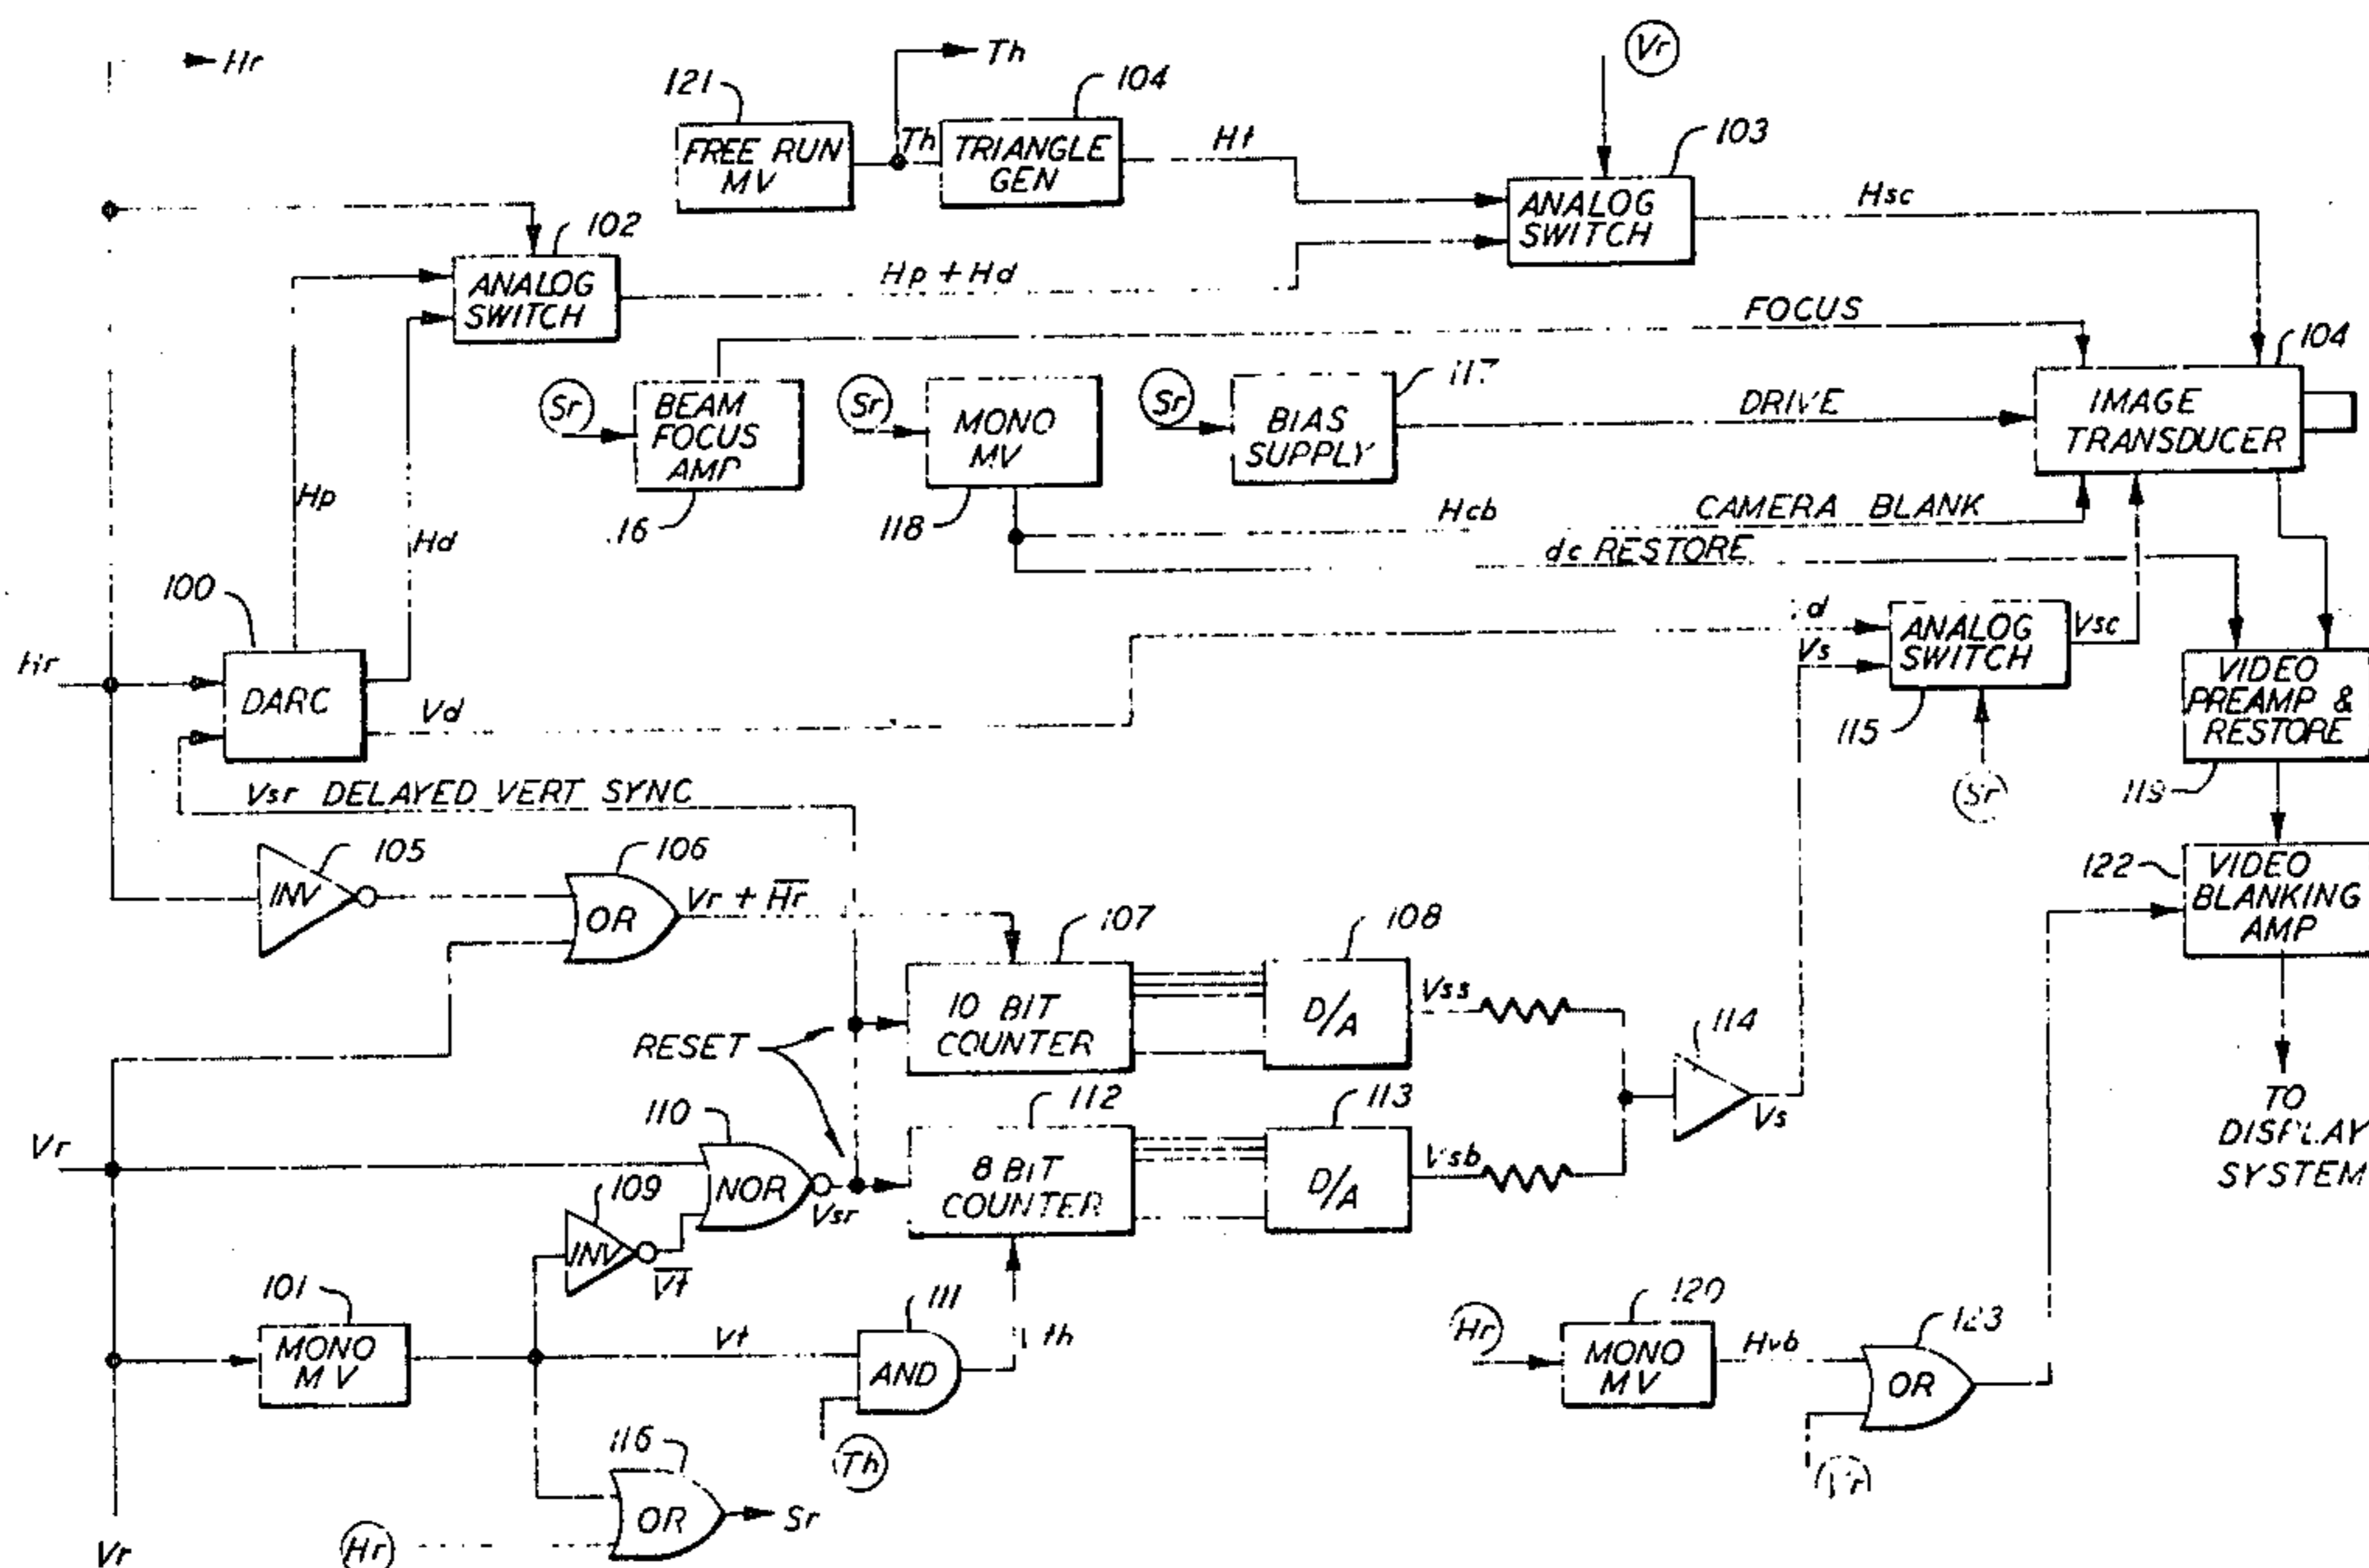 Hr
Th
Vr
121
104
103
FREE RUN
MV
Th
TRIANGLE
GEN
Ht
ANALOG
SWITCH
Hsc
102
ANALOG
SWITCH
Hp + Hd
FOCUS
104
Sr
BEAM
FOCUS
AMP
16
Sr
MONO
MV
118
Sr
BIAS
SUPPLY
117
DRIVE
IMAGE
TRANSDUCER
Hp
Hd
Hcb
CAMERA BLANK
dc RESTORE
100
Hr
DARC
Vd
d
Vs
ANALOG
SWITCH
115
Vsc
Sr
VIDEO
PREAMP &
RESTORE
119
Vsr DELAYED VERT SYNC
105
INV
106
OR
Vr + H̅r̅
107
10 BIT
COUNTER
108
D/A
Vss
122
VIDEO
BLANKING
AMP
RESET
114
Vs
TO
DISPLAY
SYSTEM
Vr
110
NOR
Vsr
112
8 BIT
COUNTER
113
D/A
Vsb
109
INV
V̅t̅
101
MONO
MV
Vt
111
AND
th
Th
120
Hr
MONO
MV
Hvb
123
OR
Vr
116
OR
Sr
Hr
Vr